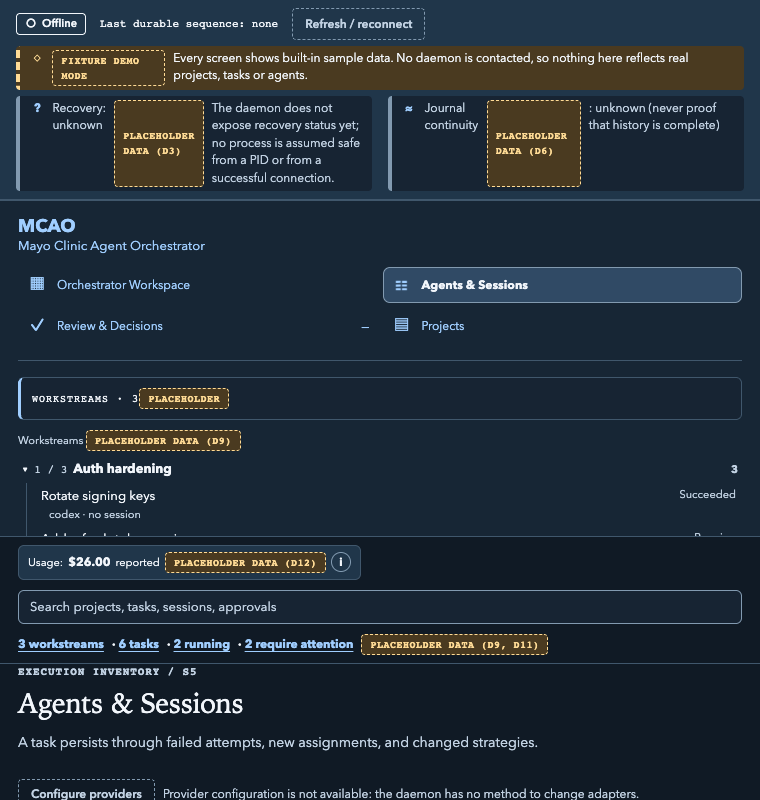 Offline Last durable sequence: none Refresh / reconnect
FIXTURE DEMO MODE
Every screen shows built-in sample data. No daemon is contacted, so nothing here reflects real
projects, tasks or agents.
? Recovery:
unknown
PLACEHOLDER
DATA (D3)
The daemon does not
expose recovery status yet;
no process is assumed safe
from a PID or from a
successful connection.
≈ Journal
continuity
PLACEHOLDER
DATA (D6)
: unknown (never proof
that history is complete)
MCAO
Mayo Clinic Agent Orchestrator
Orchestrator Workspace
Agents & Sessions
Review & Decisions –
Projects
WORKSTREAMS · 3 PLACEHOLDER
Workstreams PLACEHOLDER DATA (D9)
▾ 1 / 3 Auth hardening 3
Rotate signing keys Succeeded
codex · no session
Usage: $26.00 reported PLACEHOLDER DATA (D12) i
Search projects, tasks, sessions, approvals
3 workstreams · 6 tasks · 2 running · 2 require attention PLACEHOLDER DATA (D9, D11)
EXECUTION INVENTORY / S5
Agents & Sessions
A task persists through failed attempts, new assignments, and changed strategies.
Configure providers Provider configuration is not available: the daemon has no method to change adapters.